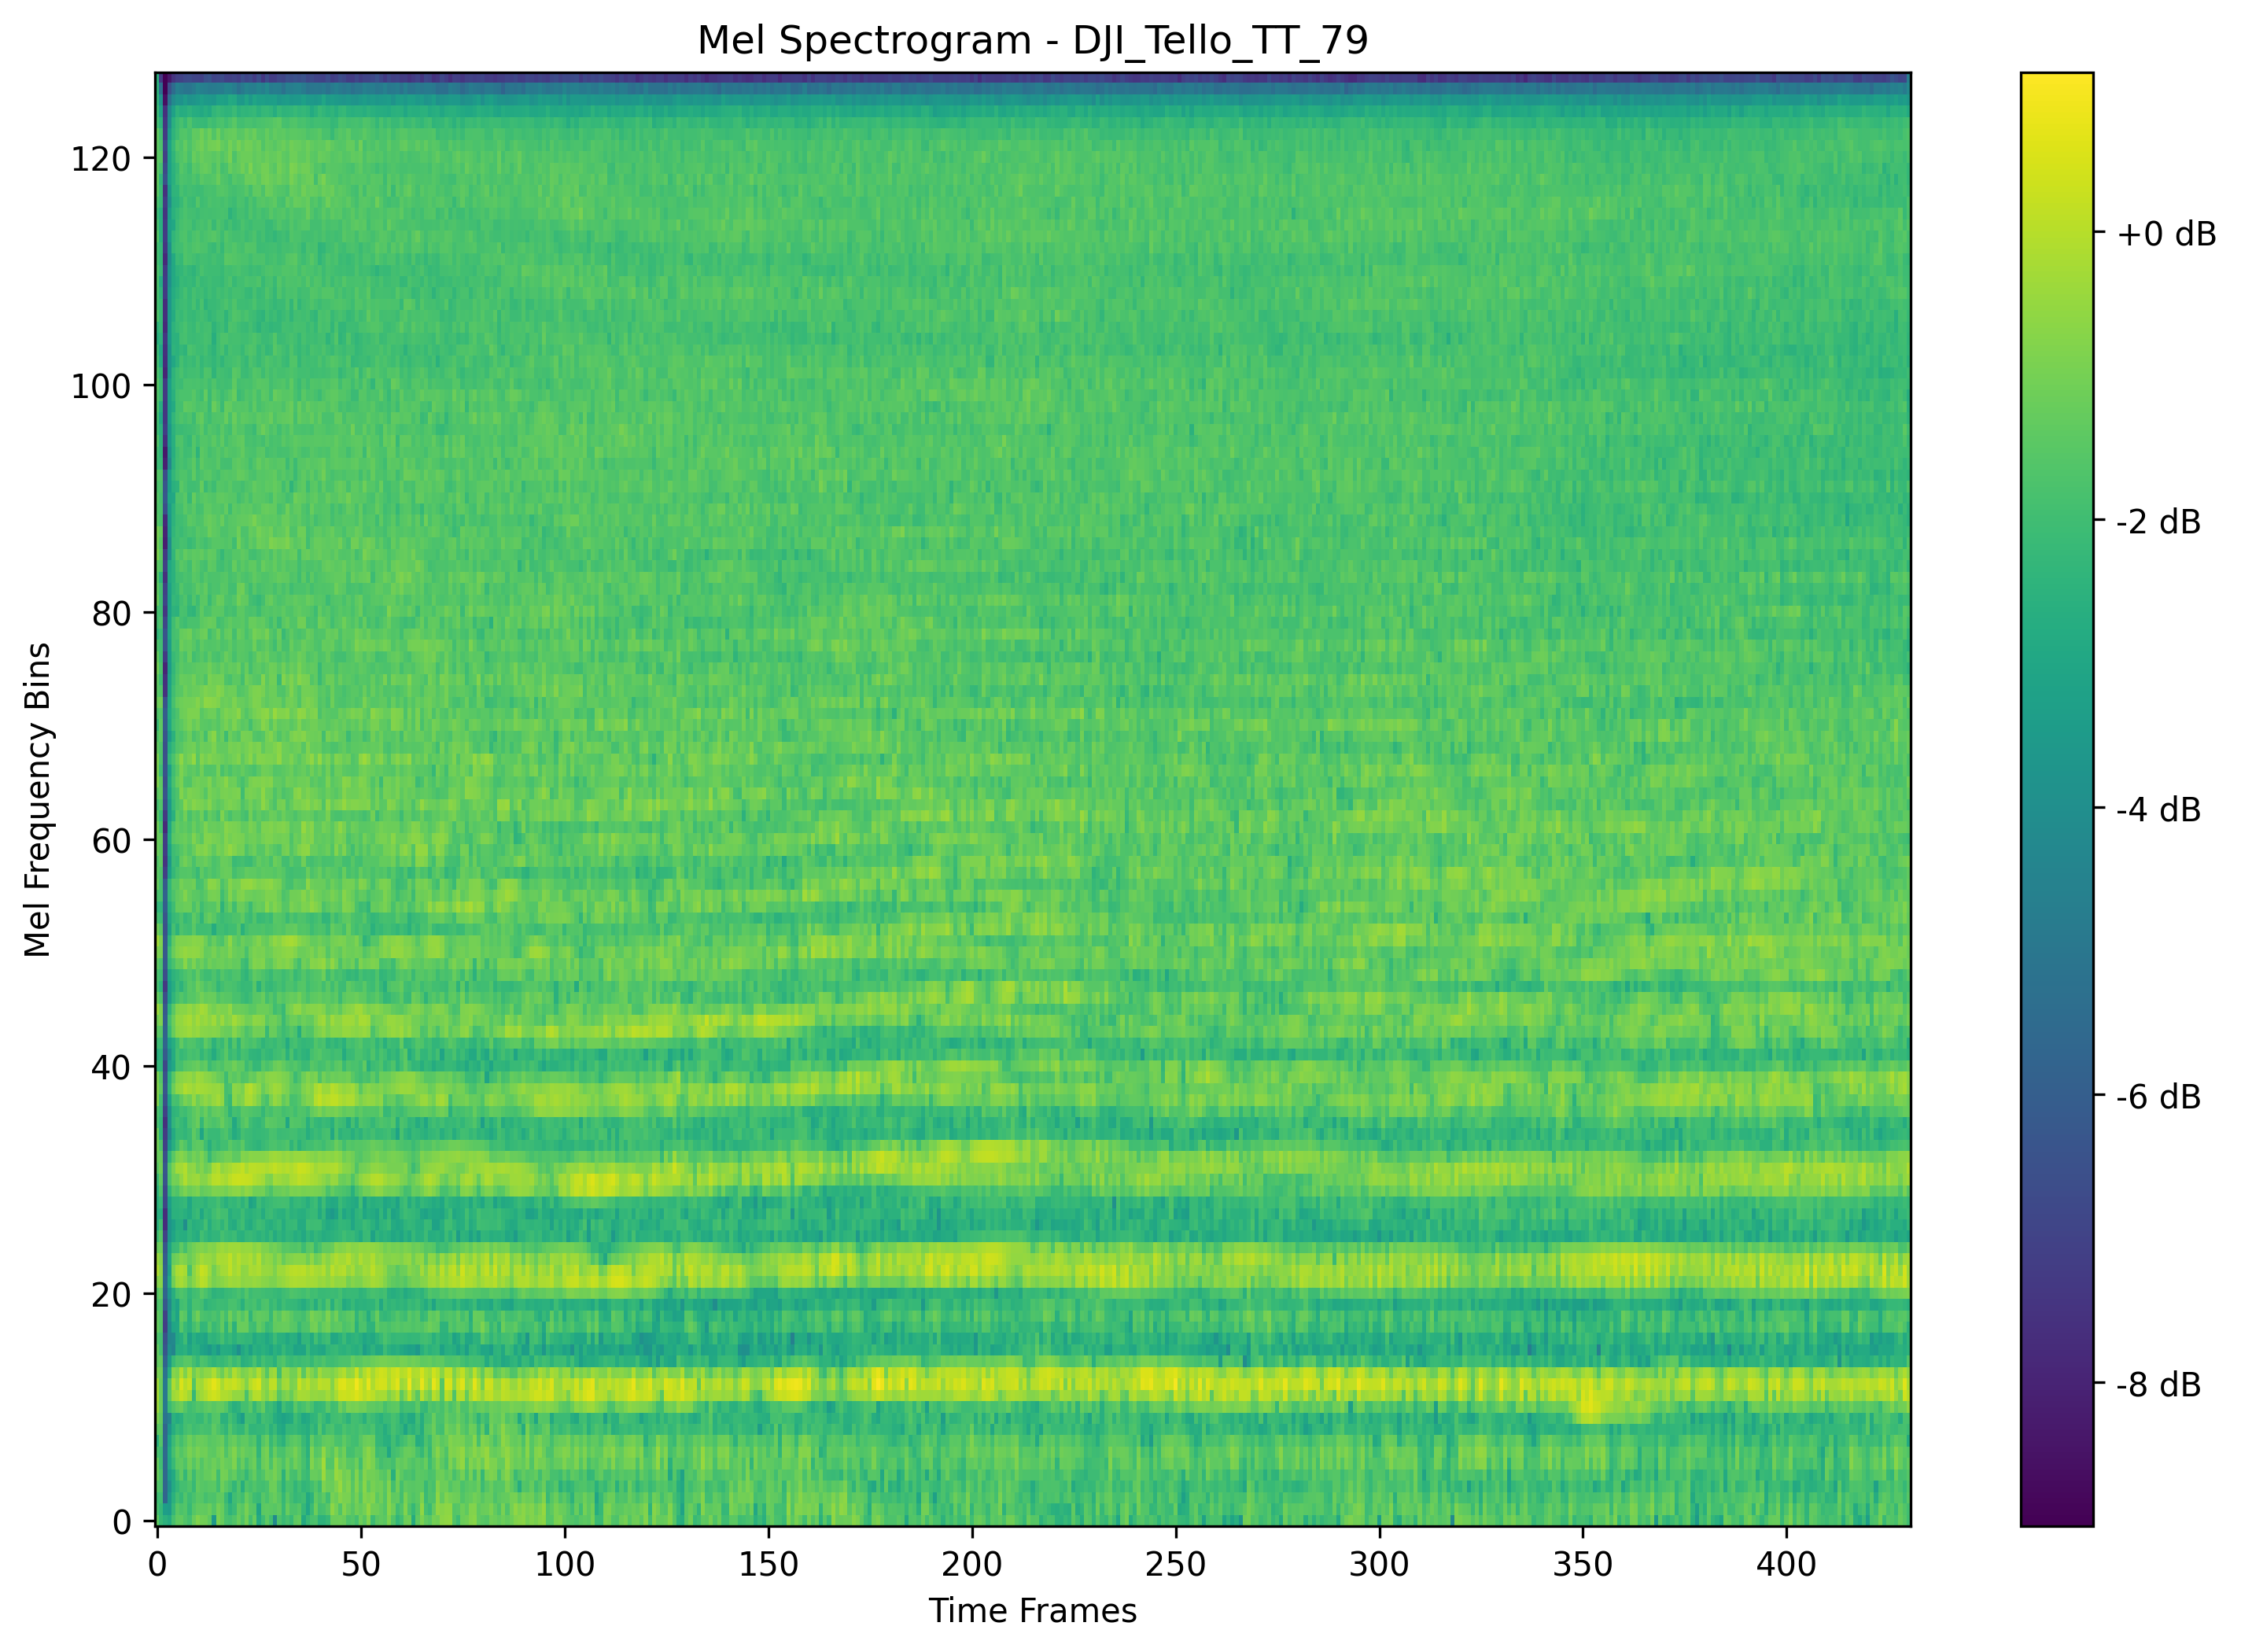 Mel Spectrogram - DJI_Tello_TT_79
Mel Frequency Bins
120
100
80
60
40
20
0
0 50 100 150 200 250 300 350 400
Time Frames
+0 dB
-2 dB
-4 dB
-6 dB
-8 dB